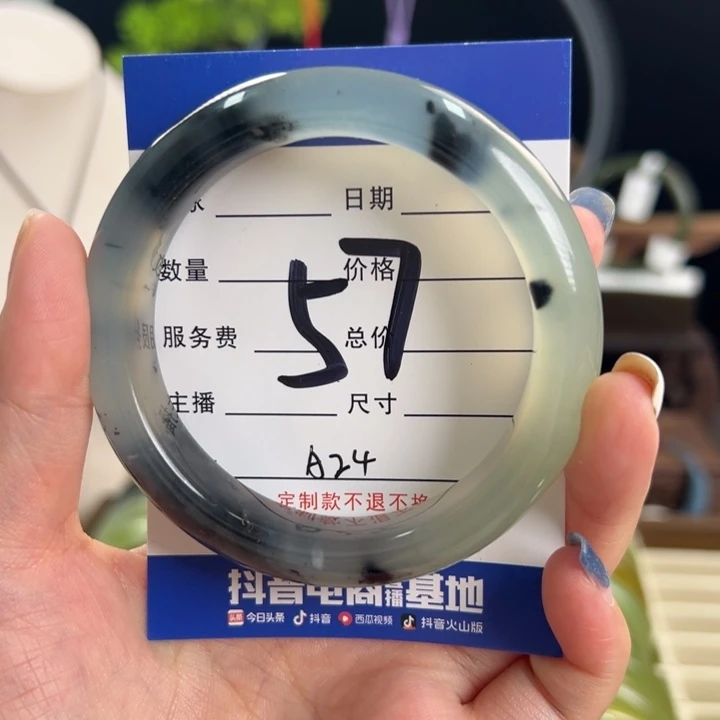 日期
57
数量 价格
服务费 总价
主播 尺寸
A24
定制款不退不换
抖音电商直播基地
头条 今日头条 抖音 西瓜视频 抖音火山版